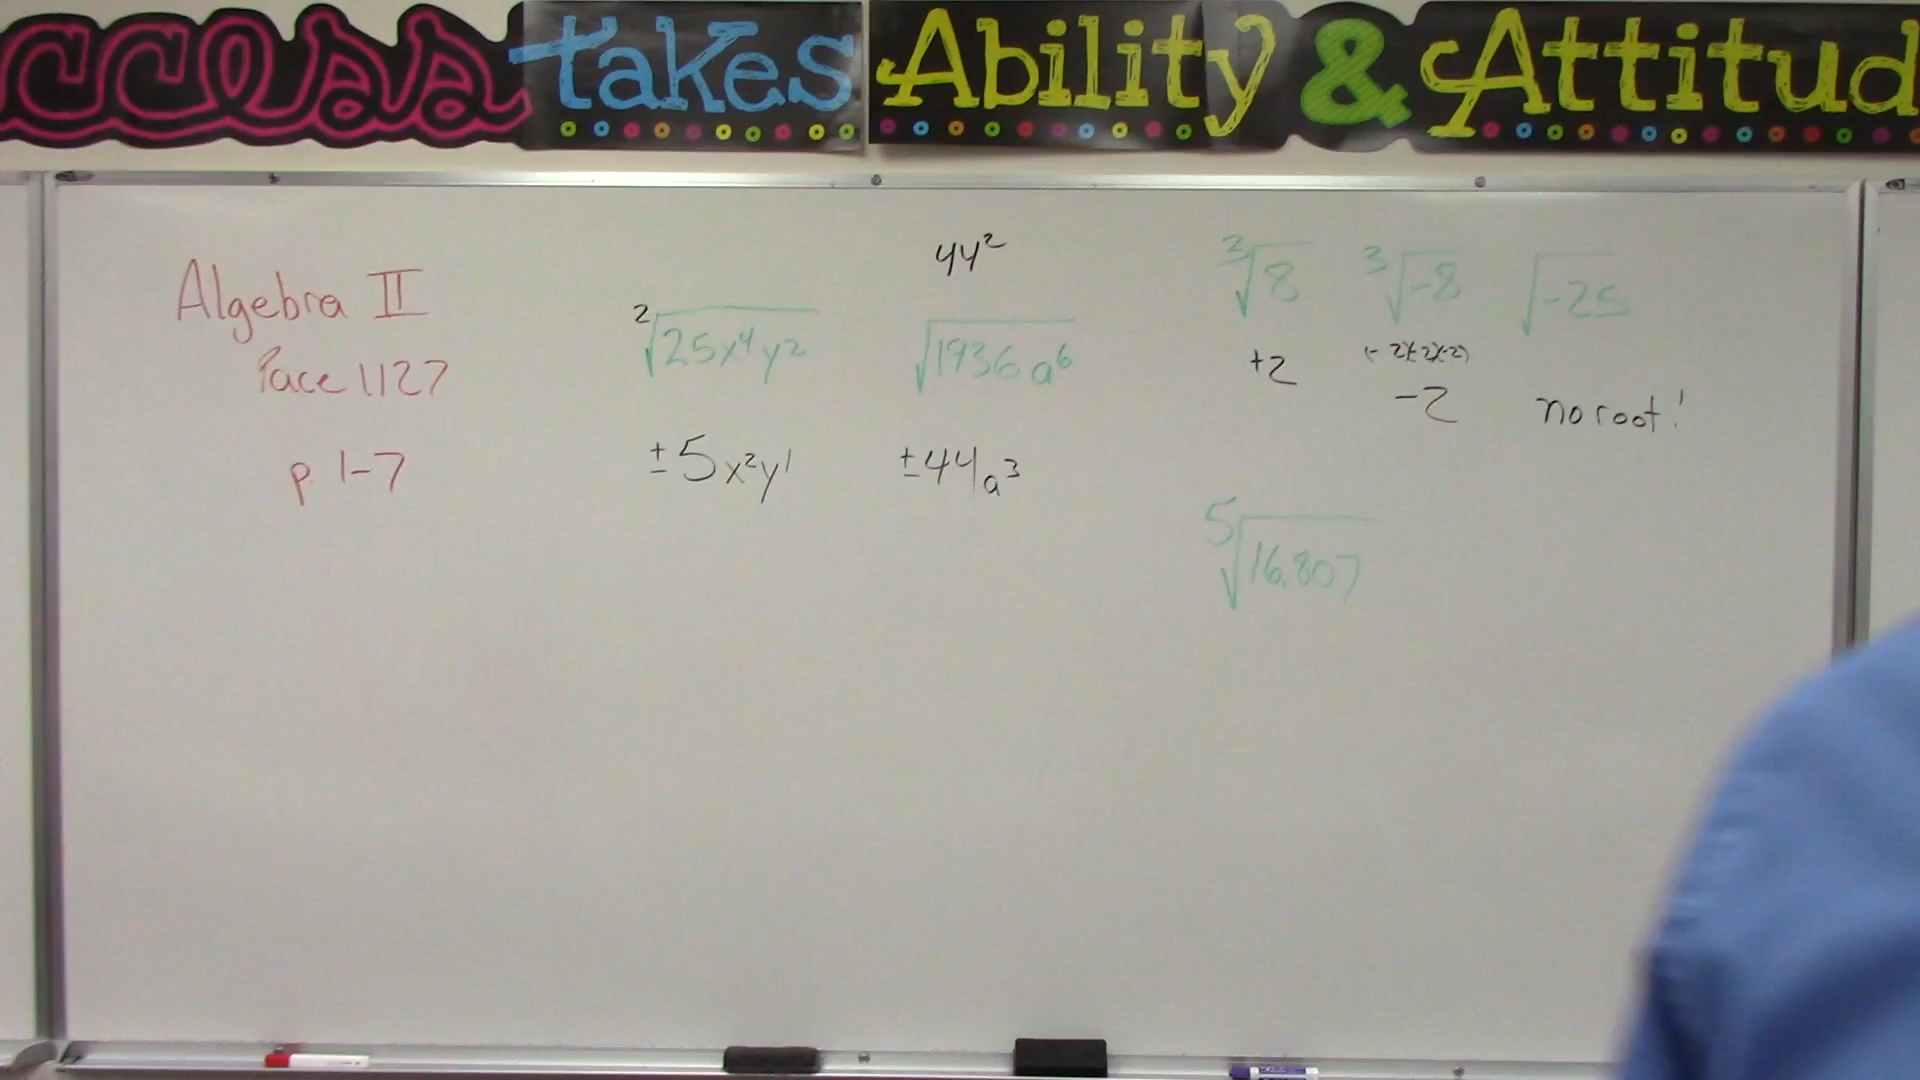 ccess takes Ability & Attitud
Algebra II
Pace 1127
p. 1-7
44²
²√25x⁴y²
√1936a⁶
±5x²y¹
±44a³
³√8
³√-8
√-25
+2
(-2)(-2)(-2)
-2
no root!
⁵√16,807